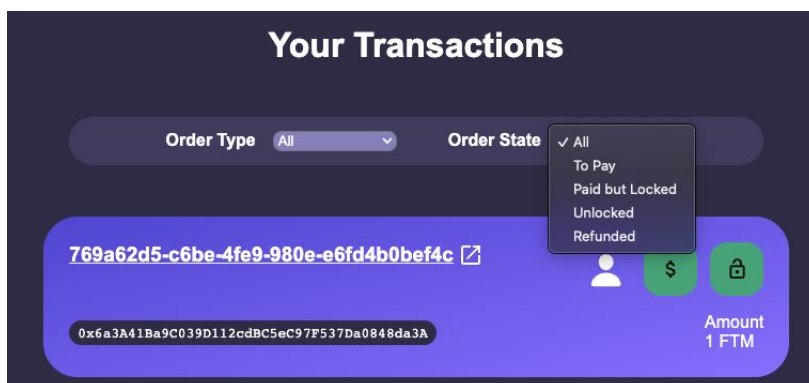 Your Transactions
Order Type All Order State ✓ All
To Pay
Paid but Locked
Unlocked
Refunded
769a62d5-c6be-4fe9-980e-e6fd4b0bef4c
$
0x6a3A41Ba9C039D112cdBC5eC97F537Da0848da3A
Amount
1 FTM